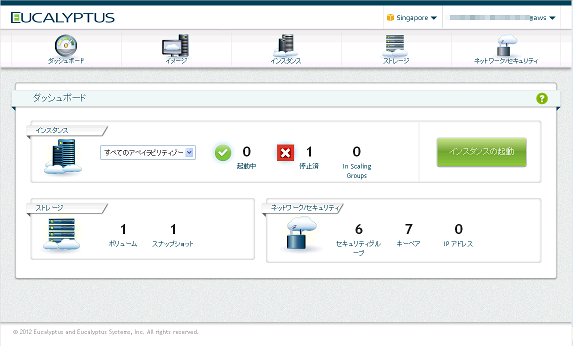 EUCALYPTUS
Singapore
@aws
ダッシュボード
イメージ
インスタンス
ストレージ
ネットワーク/セキュリティ
ダッシュボード
?
インスタンス
すべてのアベイラビリティゾー
0
起動中
1
停止済
0
In Scaling
Groups
インスタンスの起動
ストレージ
1
ボリューム
1
スナップショット
ネットワーク/セキュリティ
6
セキュリティグル
ープ
7
キーペア
0
IP アドレス
© 2012 Eucalyptus and Eucalyptus Systems, Inc. All rights reserved.